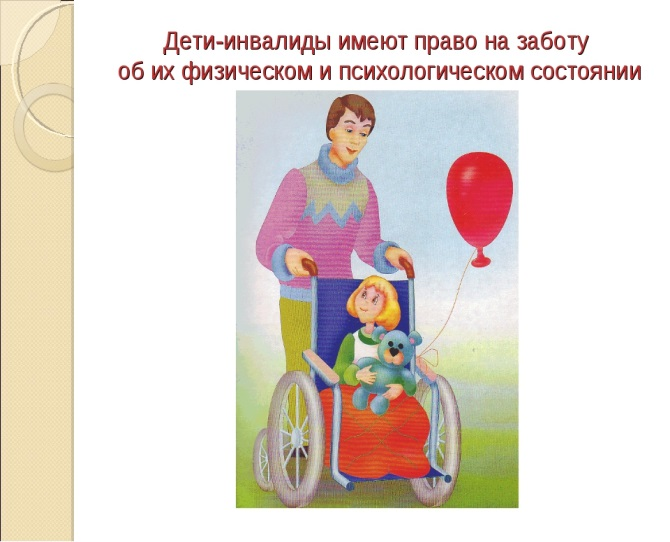 Дети-инвалиды имеют право на заботу
об их физическом и психологическом состоянии